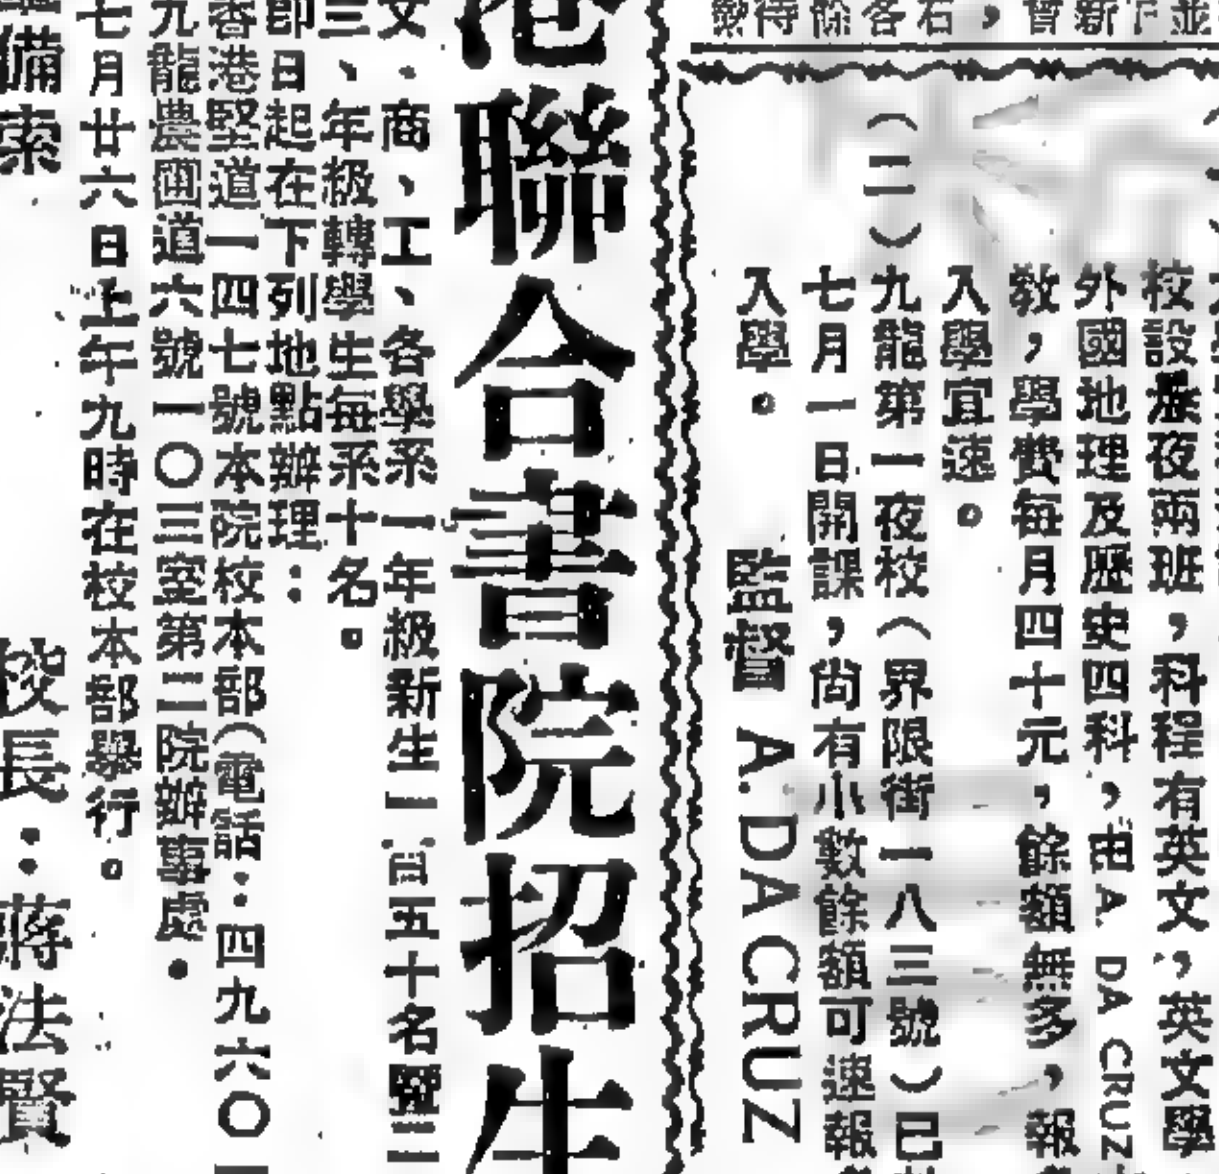 待餘各右，曾新
校設晨夜兩班，科程有英文，英文學
外國地理及歷史四科，由A. DA CRUZ
教，學費每月四十元，餘額無多，報
入學宜速。
（二）九龍第一夜校（界限街一八三號）已
七月一日開課，尚有小數餘額可速報
入學。
監督 A. DA CRUZ
港聯合書院招生
文．商、工、各學系一年級新生一百五十名暨二
三、年級轉學生每系十名。
即日起在下列地點辦理：
香港堅道一四七號本院校本部（電話：四九六〇
九龍農圃道六號一〇三室第二院辦事處。
七月廿六日上午九時在校本部舉行。
備索
校長：蔣法賢